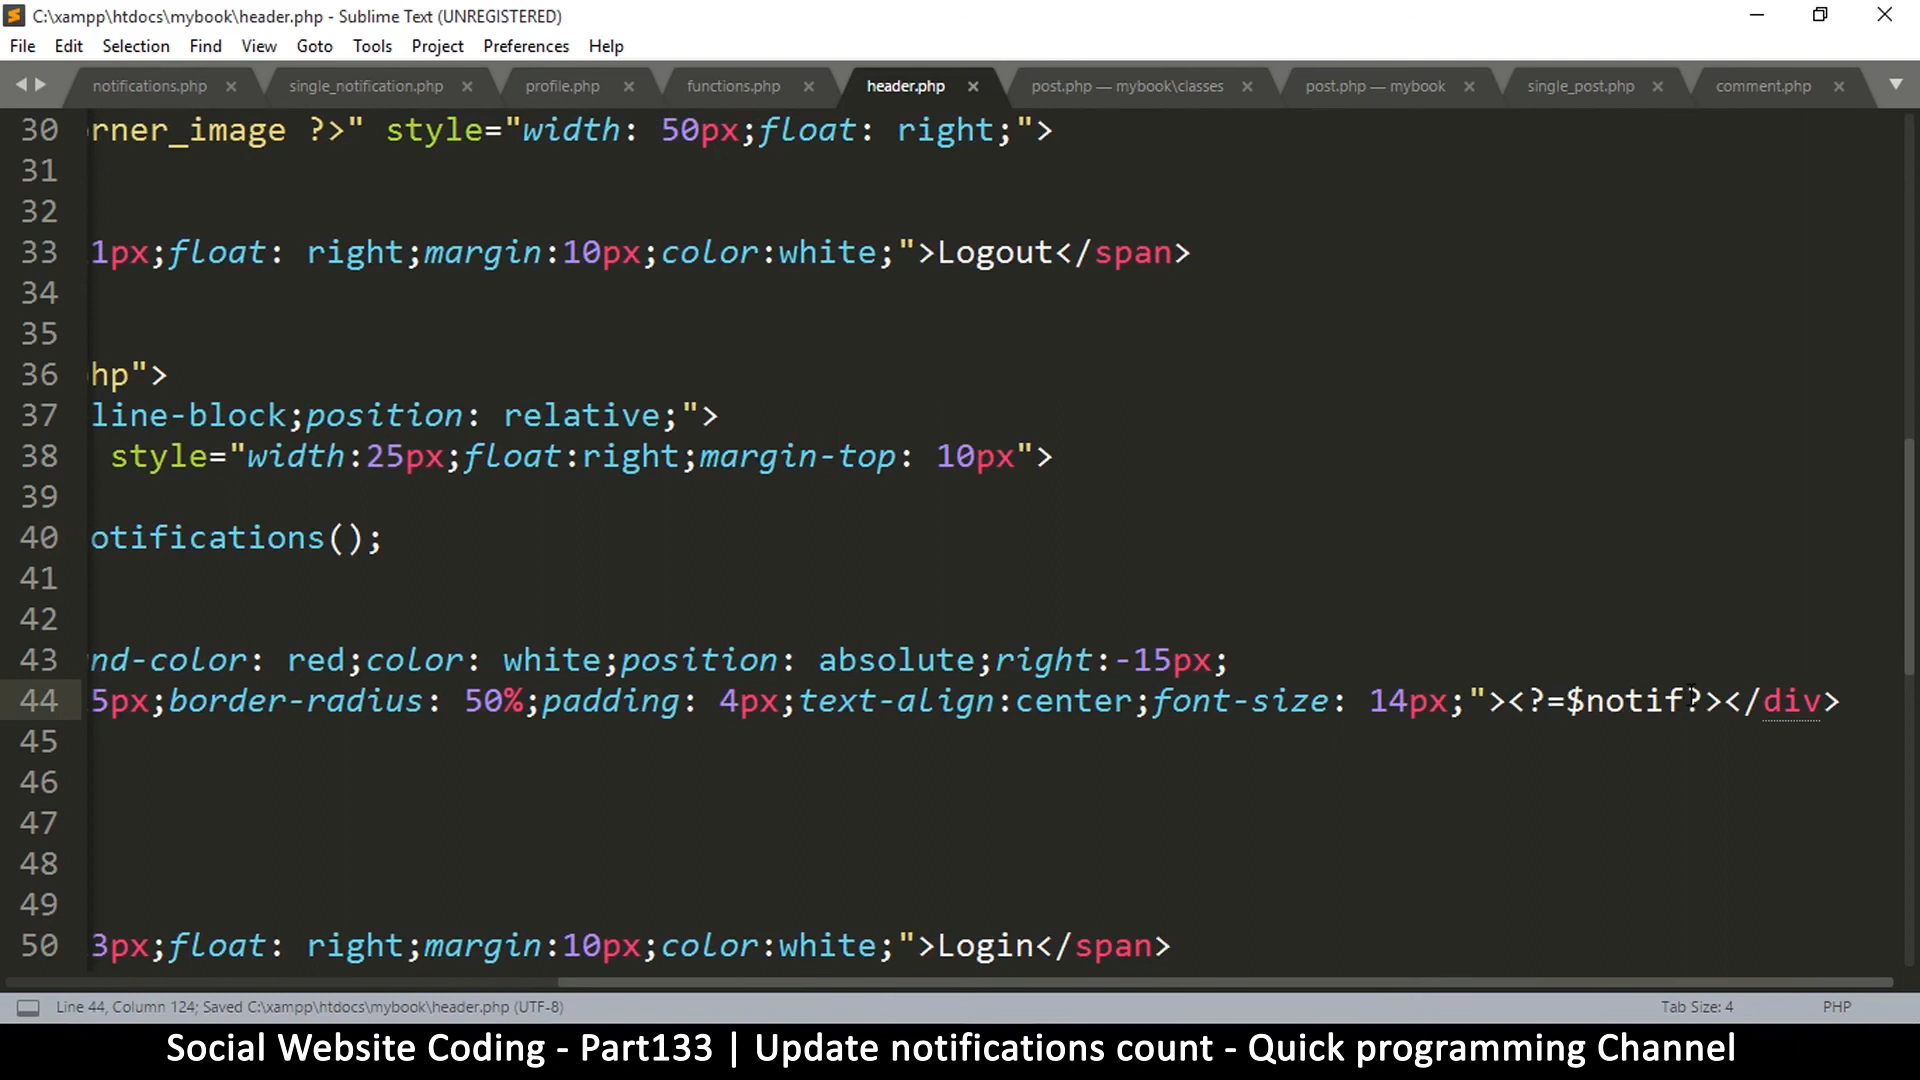 C:\xampp\htdocs\mybook\header.php - Sublime Text (UNREGISTERED)
File Edit Selection Find View Goto Tools Project Preferences Help
notifications.php single_notification.php profile.php functions.php header.php post.php — mybook\classes post.php — mybook single_post.php comment.php
30 rner_image ?>" style="width: 50px;float: right;">
31
32
33 1px;float: right;margin:10px;color:white;">Logout</span>
34
35
36 hp">
37 line-block;position: relative;">
38 style="width:25px;float:right;margin-top: 10px">
39
40 otifications();
41
42
43 nd-color: red;color: white;position: absolute;right:-15px;
44 5px;border-radius: 50%;padding: 4px;text-align:center;font-size: 14px;"><?=$notif?></div>
45
46
47
48
49
50 3px;float: right;margin:10px;color:white;">Login</span>
Line 44, Column 124; Saved C:\xampp\htdocs\mybook\header.php (UTF-8) Tab Size: 4 PHP
Social Website Coding - Part133 | Update notifications count - Quick programming Channel